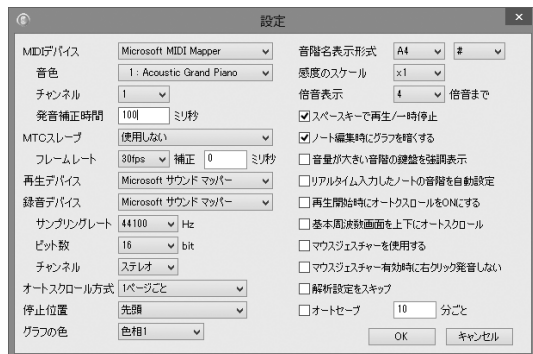 設定
MIDIデバイス Microsoft MIDI Mapper
音色 1 : Acoustic Grand Piano
チャンネル 1
発音補正時間 100 ミリ秒
MTCスレーブ 使用しない
フレームレート 30fps 補正 0 ミリ秒
再生デバイス Microsoft サウンド マッパー
録音デバイス Microsoft サウンド マッパー
サンプリングレート 44100 Hz
ビット数 16 bit
チャンネル ステレオ
オートスクロール方式 1ページごと
停止位置 先頭
グラフの色 色相1
音階名表示形式 A4 #
感度のスケール ×1
倍音表示 4 倍音まで
スペースキーで再生/一時停止
ノート編集時にグラフを暗くする
音量が大きい音階の鍵盤を強調表示
リアルタイム入力したノートの音階を自動設定
再生開始時にオートクスロールをONにする
基本周波数画面を上下にオートスクロール
マウスジェスチャーを使用する
マウスジェスチャー有効時に右クリック発音しない
解析設定をスキップ
オートセーブ 10 分ごと
OK キャンセル